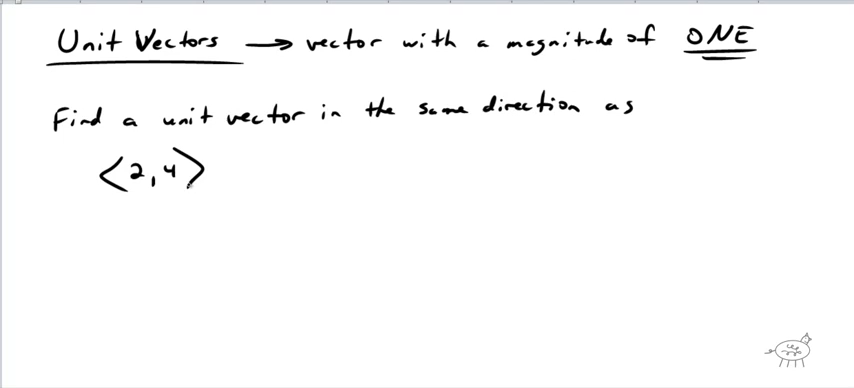 Unit Vectors → vector with a magnitude of ONE
Find a unit vector in the same direction as
<2,4>